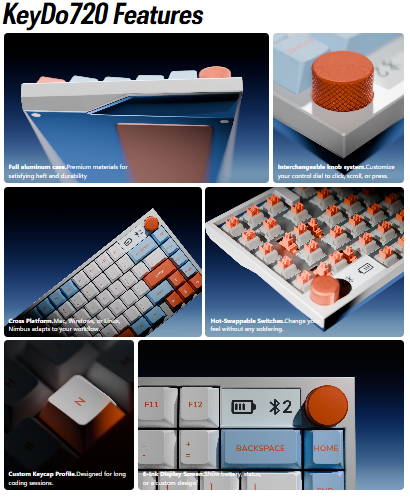 KeyDo720 Features
Full aluminum case.Premium materials for
satisfying heft and durability
Interchangeable knob system.Customize
your control dial to click, scroll, or press.
Cross Platform.Mac, Windows, or Linux,
Nimbus adapts to your workflow.
Hot-Swappable Switches.Change your
feel without any soldering.
Custom Keycap Profile.Designed for long
coding sessions.
N
F11
F12
2
-
+
=
BACKSPACE
HOME
E-Ink Display Screen.Show battery, status,
or a custom design